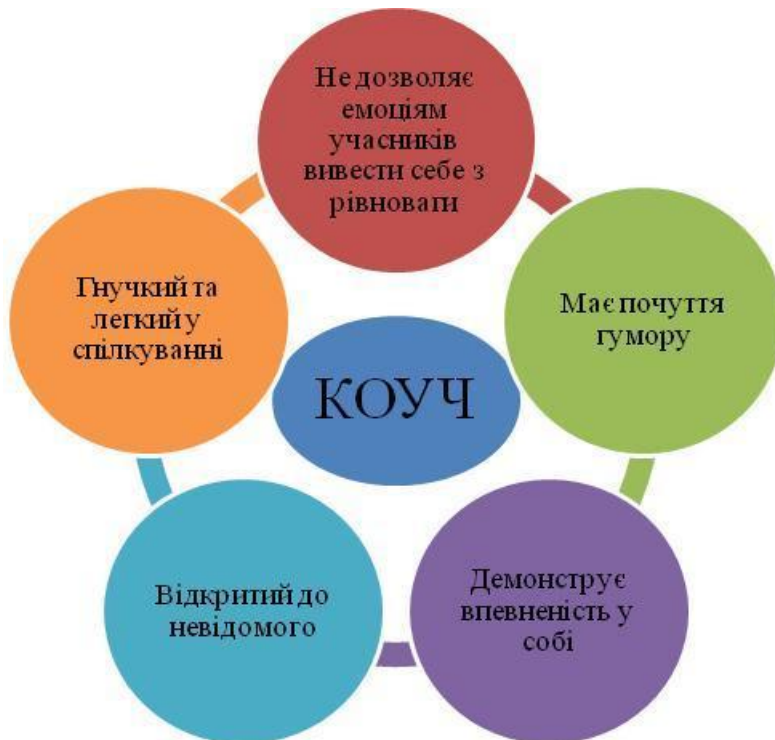 Не дозволяє
емоціям
учасників
вивести себе з
рівноваги
Гнучкий та
легкий у
спілкуванні
Має почуття
гумору
КОУЧ
Відкритий до
невідомого
Демонструє
впевненість у
собі